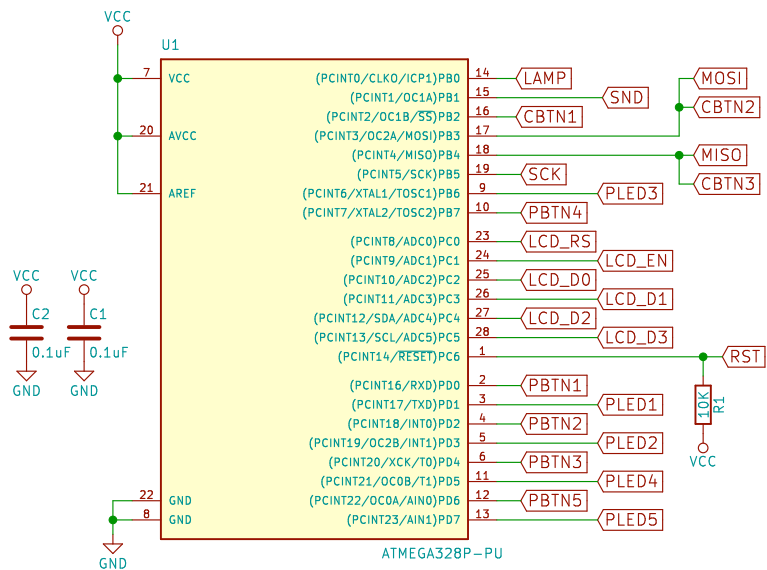 VCC
U1
7 VCC (PCINT0/CLKO/ICP1)PB0 14 LAMP MOSI
(PCINT1/OC1A)PB1 15 SND CBTN2
(PCINT2/OC1B/SS)PB2 16 CBTN1
20 AVCC (PCINT3/OC2A/MOSI)PB3 17
(PCINT4/MISO)PB4 18 MISO
(PCINT5/SCK)PB5 19 SCK CBTN3
21 AREF (PCINT6/XTAL1/TOSC1)PB6 9 PLED3
(PCINT7/XTAL2/TOSC2)PB7 10 PBTN4
(PCINT8/ADC0)PC0 23 LCD_RS
(PCINT9/ADC1)PC1 24 LCD_EN
VCC VCC (PCINT10/ADC2)PC2 25 LCD_D0
(PCINT11/ADC3)PC3 26 LCD_D1
C2 C1 (PCINT12/SDA/ADC4)PC4 27 LCD_D2
(PCINT13/SCL/ADC5)PC5 28 LCD_D3
0.1uF 0.1uF (PCINT14/RESET)PC6 1 RST
GND GND (PCINT16/RXD)PD0 2 PBTN1
(PCINT17/TXD)PD1 3 PLED1 10K R1
(PCINT18/INT0)PD2 4 PBTN2
(PCINT19/OC2B/INT1)PD3 5 PLED2
(PCINT20/XCK/T0)PD4 6 PBTN3 VCC
(PCINT21/OC0B/T1)PD5 11 PLED4
22 GND (PCINT22/OC0A/AIN0)PD6 12 PBTN5
8 GND (PCINT23/AIN1)PD7 13 PLED5
GND ATMEGA328P-PU